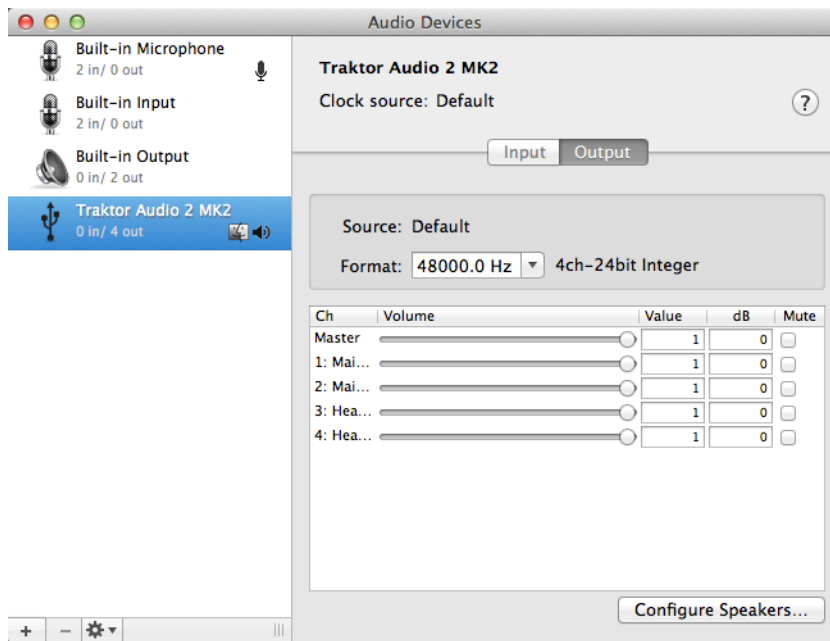 Audio Devices
Built-in Microphone
2 in/ 0 out
Built-in Input
2 in/ 0 out
Built-in Output
0 in/ 2 out
Traktor Audio 2 MK2
0 in/ 4 out
Traktor Audio 2 MK2
Clock source: Default
?
Input Output
Source: Default
Format: 48000.0 Hz 4ch-24bit Integer
Ch Volume Value dB Mute
Master 1 0
1: Mai... 1 0
2: Mai... 1 0
3: Hea... 1 0
4: Hea... 1 0
Configure Speakers...
+ −